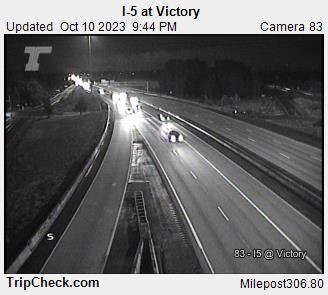 I-5 at Victory
Updated Oct 10 2023 9:44 PM Camera 83
T
S
83 - I5 @ Victory
TripCheck.com Milepost306.80